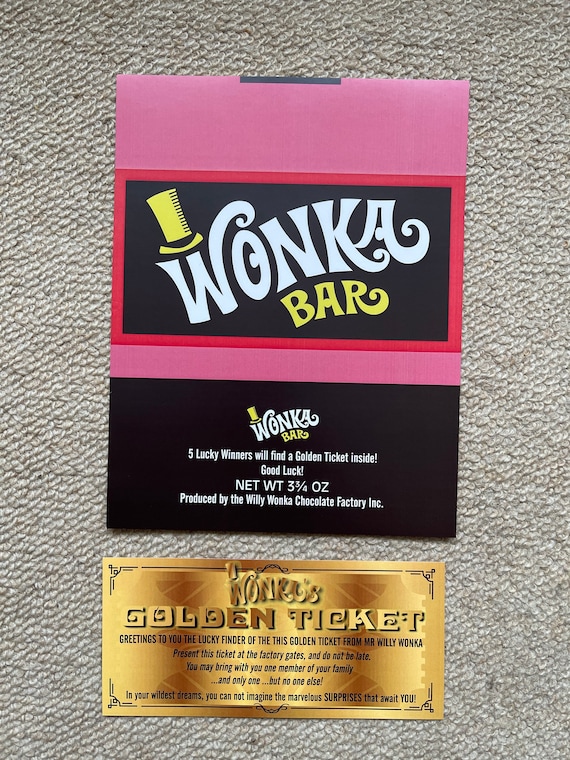 WONKA
BAR
WONKA
BAR
5 Lucky Winners will find a Golden Ticket inside!
Good Luck!
NET WT 3¾ OZ
Produced by the Willy Wonka Chocolate Factory Inc.
WONKA'S
GOLDEN TICKET
GREETINGS TO YOU THE LUCKY FINDER OF THE THIS GOLDEN TICKET FROM MR WILLY WONKA
Present this ticket at the factory gates, and do not be late.
You may bring with you one member of your family
...and only one ...but no one else!
In your wildest dreams, you can not imagine the marvelous SURPRISES that await YOU!